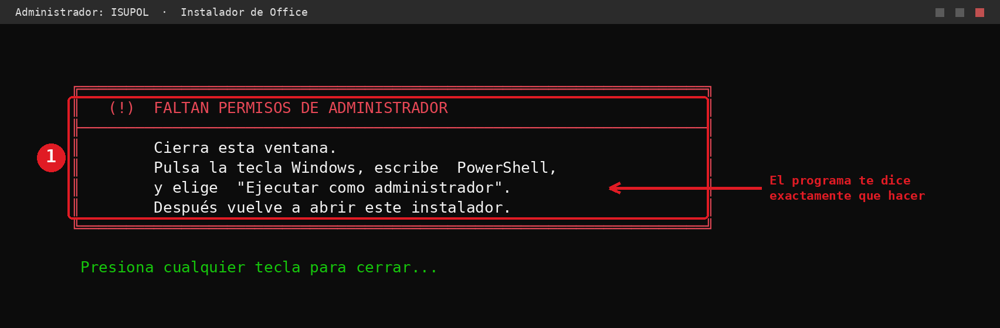 Administrador: ISUPOL · Instalador de Office
(!) FALTAN PERMISOS DE ADMINISTRADOR
1
Cierra esta ventana.
Pulsa la tecla Windows, escribe PowerShell,
y elige "Ejecutar como administrador".
Después vuelve a abrir este instalador.
El programa te dice
exactamente que hacer
Presiona cualquier tecla para cerrar...